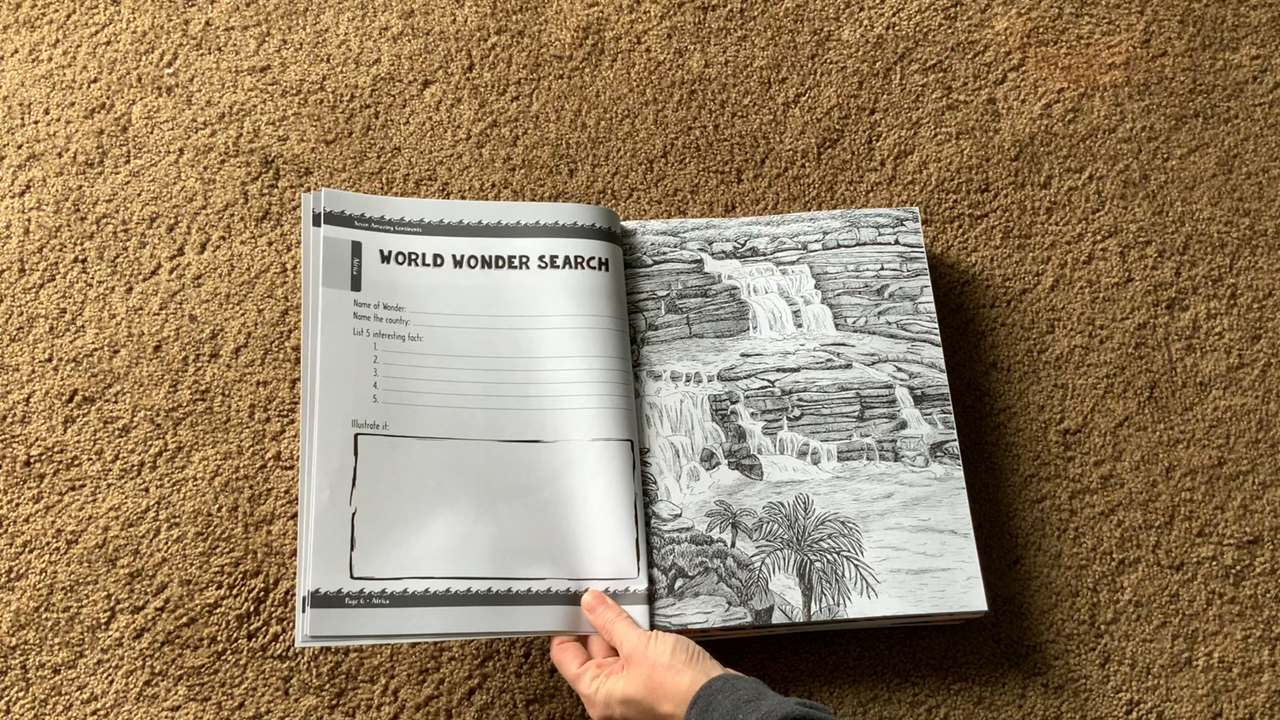 Seven Amazing Continents
Africa
WORLD WONDER SEARCH
Name of Wonder:
Name the country:
List 5 interesting facts:
1.
2.
3.
4.
5.
Illustrate it:
Page 6 - Africa